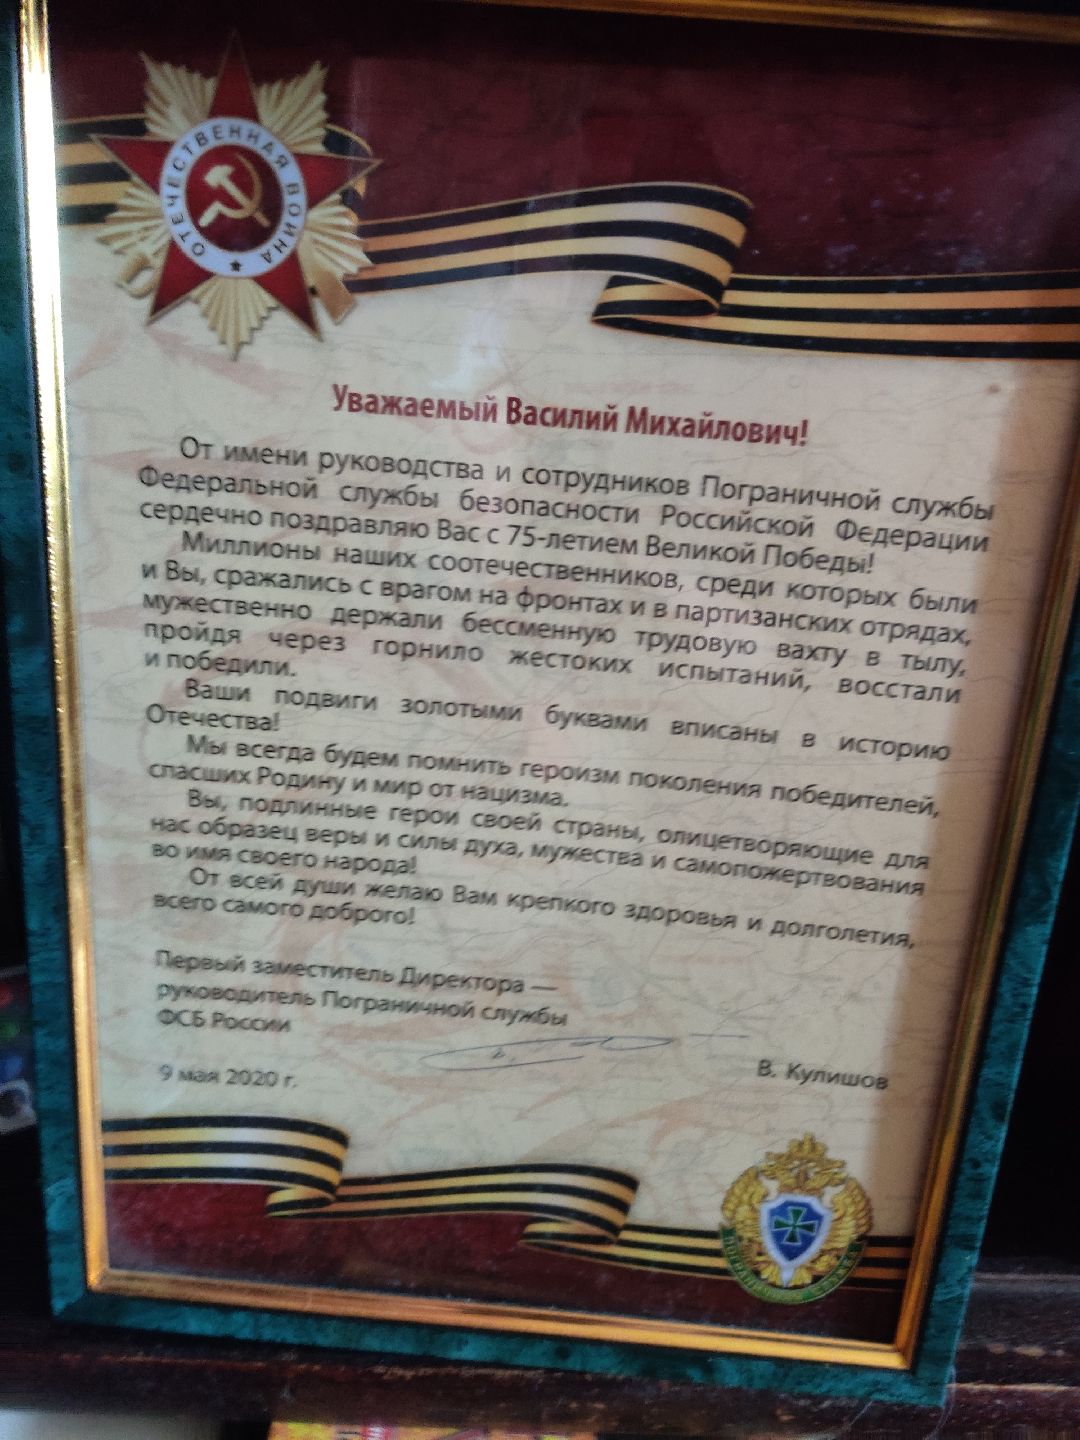 ОТЕЧЕСТВЕННАЯ ВОЙНА
Уважаемый Василий Михайлович!
От имени руководства и сотрудников Пограничной службы
Федеральной службы безопасности Российской Федерации
сердечно поздравляю Вас с 75-летием Великой Победы!
Миллионы наших соотечественников, среди которых были
и Вы, сражались с врагом на фронтах и в партизанских отрядах,
мужественно держали бессменную трудовую вахту в тылу,
пройдя через горнило жестоких испытаний, восстали
и победили.
Ваши подвиги золотыми буквами вписаны в историю
Отечества!
Мы всегда будем помнить героизм поколения победителей,
спасших Родину и мир от нацизма.
Вы, подлинные герои своей страны, олицетворяющие для
нас образец веры и силы духа, мужества и самопожертвования
во имя своего народа!
От всей души желаю Вам крепкого здоровья и долголетия,
всего самого доброго!
Первый заместитель Директора —
руководитель Пограничной службы
ФСБ России
В. Кулишов
9 мая 2020 г.